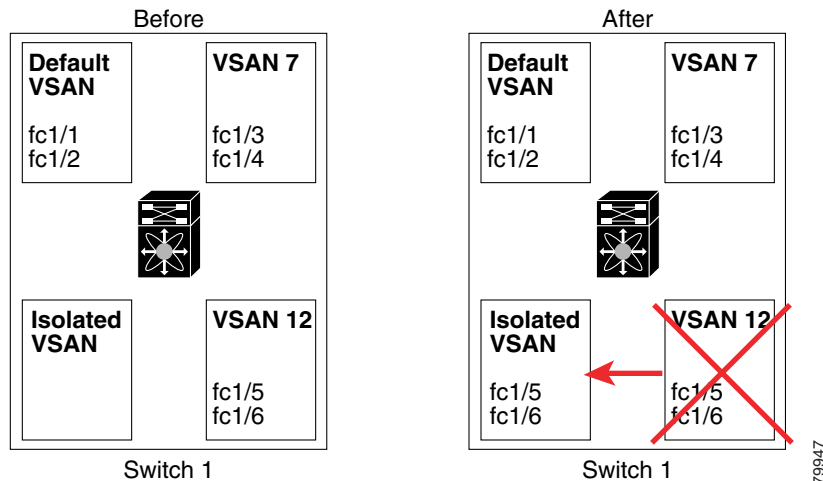 Before
Default
VSAN
fc1/1
fc1/2
VSAN 7
fc1/3
fc1/4
Isolated
VSAN
VSAN 12
fc1/5
fc1/6
Switch 1
After
Default
VSAN
fc1/1
fc1/2
VSAN 7
fc1/3
fc1/4
Isolated
VSAN
fc1/5
fc1/6
VSAN 12
fc1/5
fc1/6
Switch 1
79947